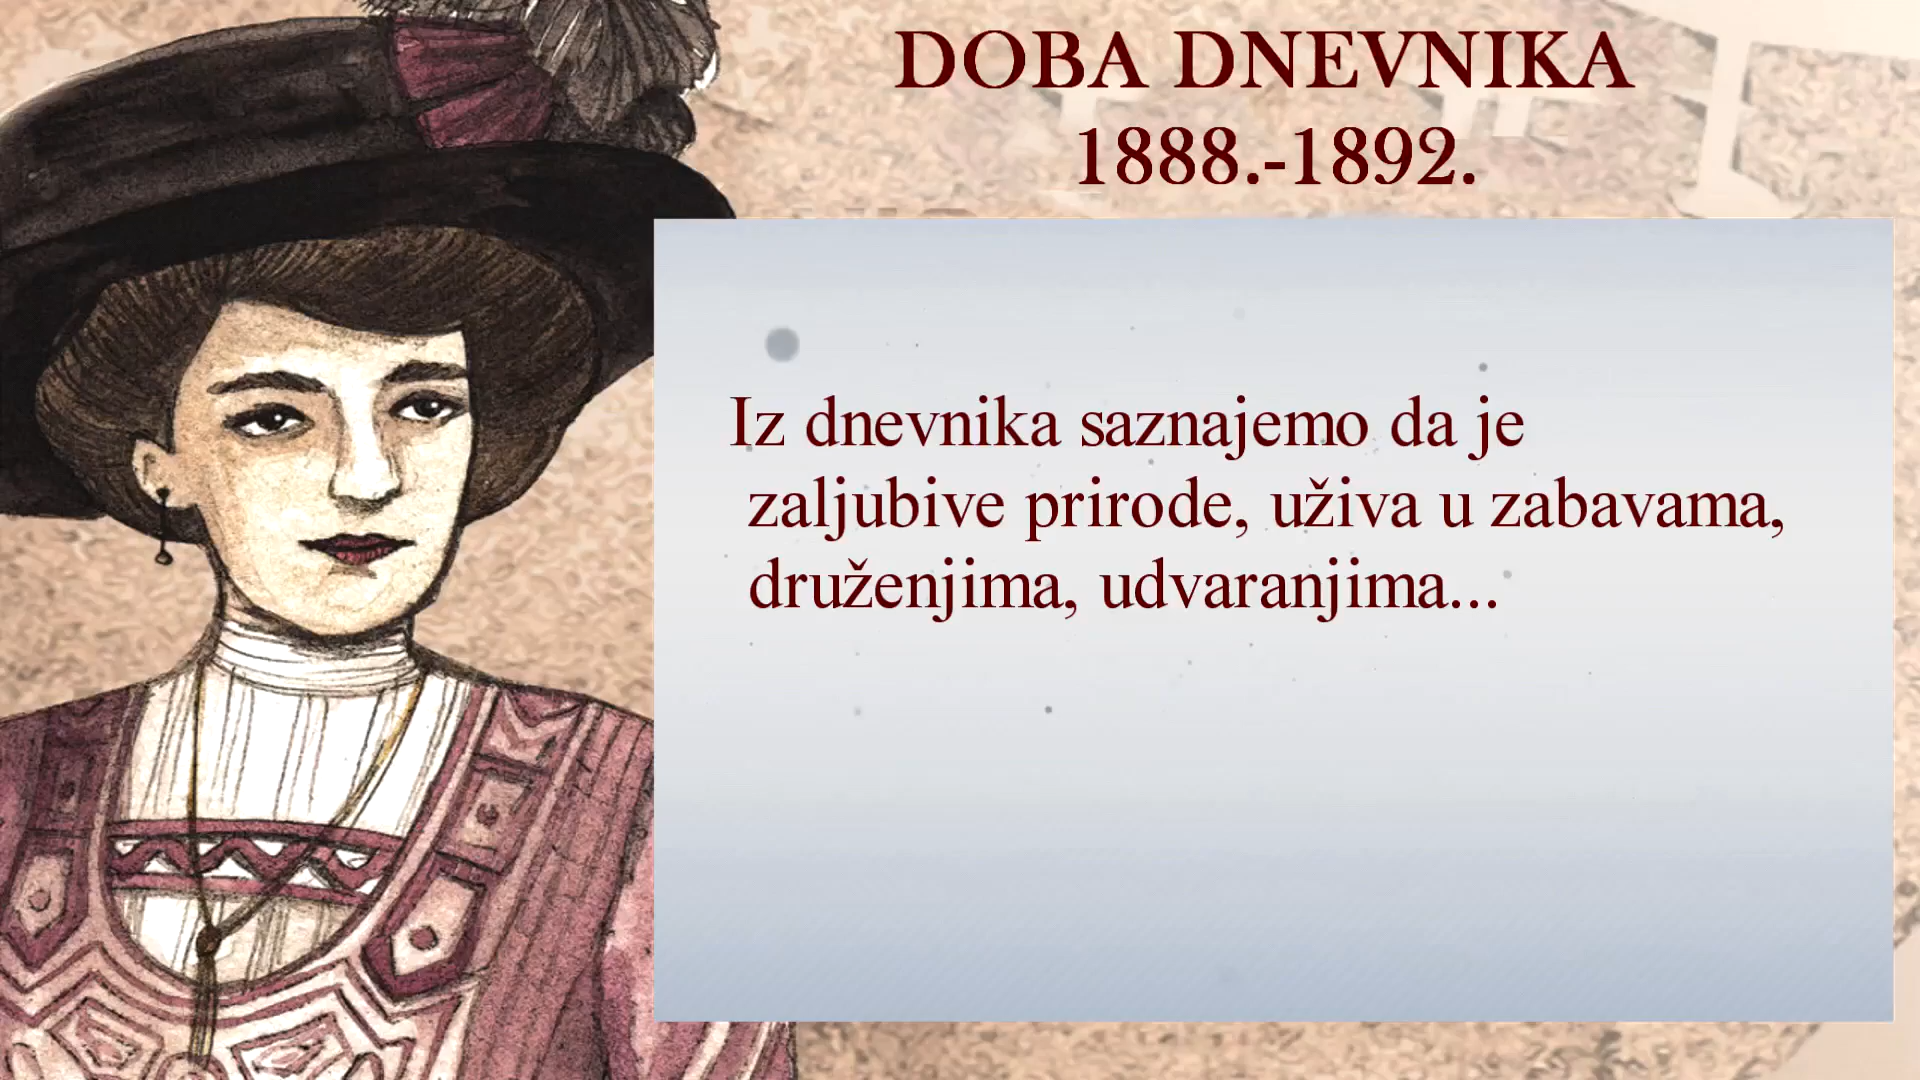 DOBA DNEVNIKA
1888.-1892.
Iz dnevnika saznajemo da je
zaljubive prirode, uživa u zabavama,
druženjima, udvaranjima...